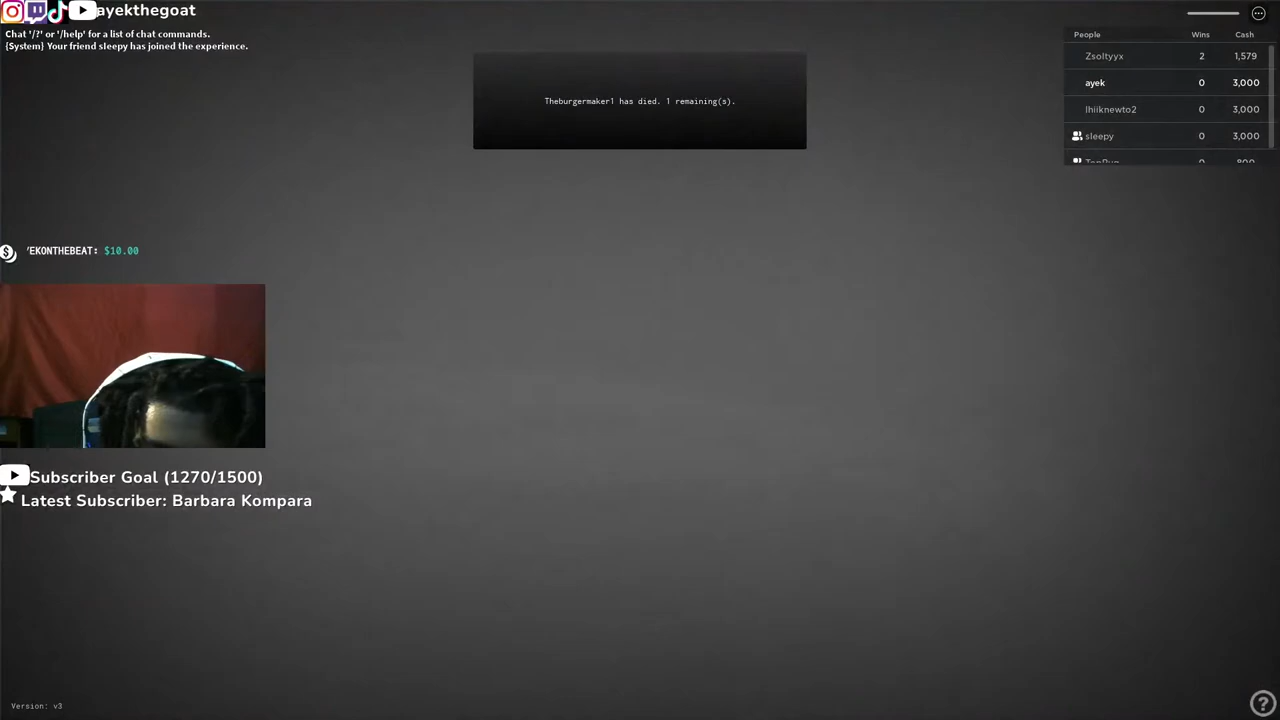 ayekthegoat
Chat '/?' or '/help' for a list of chat commands.
{System} Your friend sleepy has joined the experience.
Theburgermaker1 has died. 1 remaining(s).
People Wins Cash
Zsoltyyx 2 1,579
ayek 0 3,000
lhiiknewto2 0 3,000
sleepy 0 3,000
'EKONTHEBEAT: $10.00
Subscriber Goal (1270/1500)
Latest Subscriber: Barbara Kompara
Version: v3